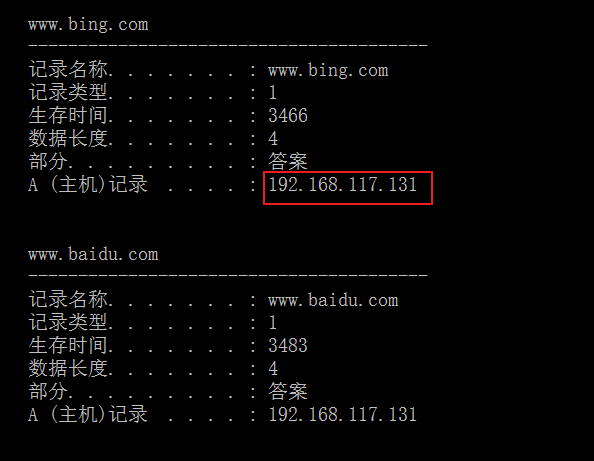 www.bing.com
----------------------------------------
记录名称. . . . . . . : www.bing.com
记录类型. . . . . . . : 1
生存时间. . . . . . . : 3466
数据长度. . . . . . . : 4
部分. . . . . . . . . : 答案
A (主机)记录  . . . . : 192.168.117.131
www.baidu.com
----------------------------------------
记录名称. . . . . . . : www.baidu.com
记录类型. . . . . . . : 1
生存时间. . . . . . . : 3483
数据长度. . . . . . . : 4
部分. . . . . . . . . : 答案
A (主机)记录  . . . . : 192.168.117.131